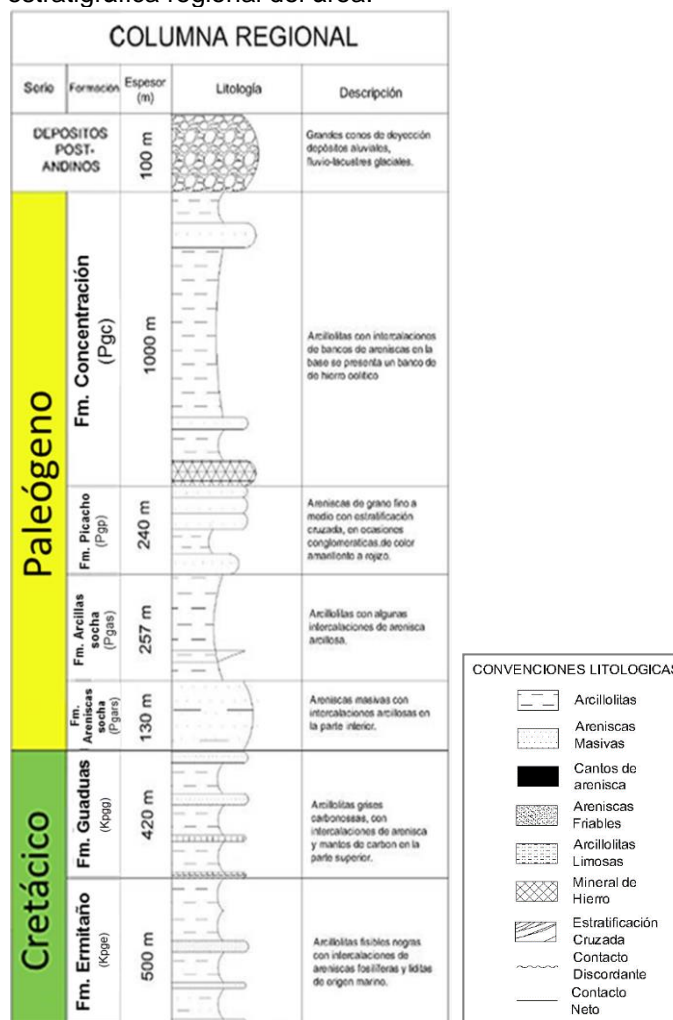 estratigráfica regional del área.
COLUMNA REGIONAL
Serie
Formación
Espesor
(m)
Litología
Descripción
DEPOSITOS
POST-
ANDINOS
100 m
Grandes conos de deyección
depósitos aluviales,
fluvio-lacustres glaciales.
Paleógeno
Fm. Concentración
(Pgc)
1000 m
Arcillolitas con intercalaciones
de bancos de areniscas en la
base se presenta un banco de
de hierro oolítico
Fm. Picacho
(Pgp)
240 m
Areniscas de grano fino a
medio con estratificación
cruzada, en ocasiones
conglomeráticas de color
amarillento a rojizo.
Fm. Arcillas
socha
(Pgas)
257 m
Arcillolitas con algunas
intercalaciones de arenisca
arcillosa.
Fm.
Areniscas
socha
(Pgars)
130 m
Areniscas masivas con
intercalaciones arcillosas en
la parte inferior.
Cretácico
Fm. Guaduas
(Kpgg)
420 m
Arcillolitas grises
carbonossas, con
intercalaciones de arenisca
y mantos de carbon en la
parte superior.
Fm. Ermitaño
(Kpge)
500 m
Arcillolitas fisibles negras
con intercalaciones de
areniscas fosilíferas y liditas
de origen marino.
CONVENCIONES LITOLOGICAS
Arcillolitas
Areniscas
Masivas
Cantos de
arenisca
Areniscas
Friables
Arcillolitas
Limosas
Mineral de
Hierro
Estratificación
Cruzada
Contacto
Discordante
Contacto
Neto